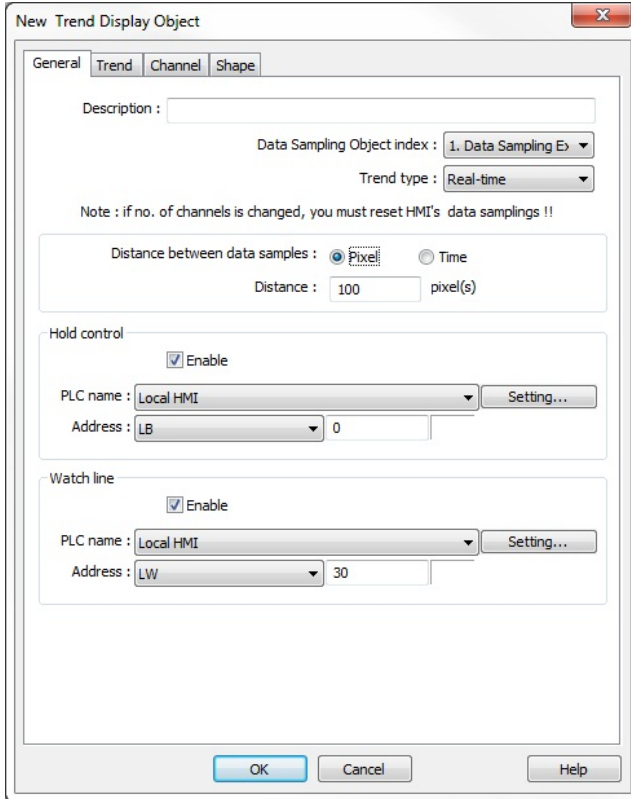 New Trend Display Object
General Trend Channel Shape
Description :
Data Sampling Object index : 1. Data Sampling Ex
Trend type : Real-time
Note : if no. of channels is changed, you must reset HMI's data samplings !!
Distance between data samples : Pixel Time
Distance : 100 pixel(s)
Hold control
Enable
PLC name : Local HMI Setting...
Address : LB 0
Watch line
Enable
PLC name : Local HMI Setting...
Address : LW 30
OK Cancel Help